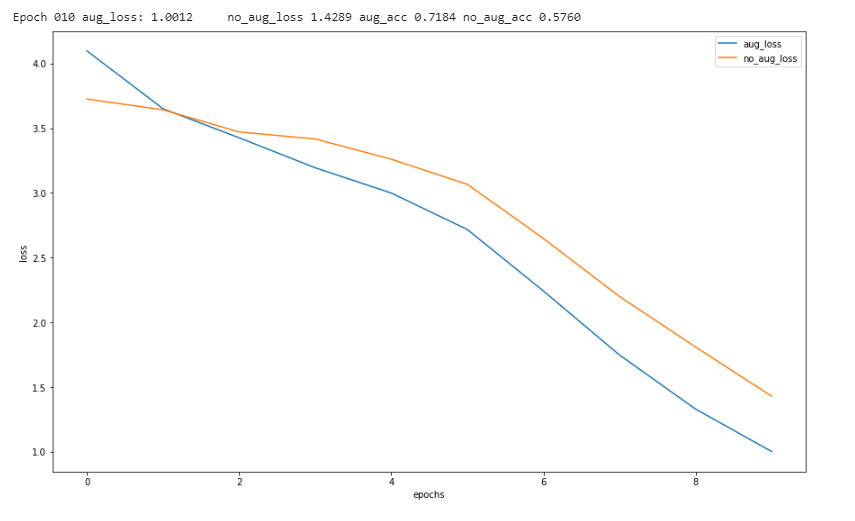 Epoch 010 aug_loss: 1.0012     no_aug_loss 1.4289 aug_acc 0.7184 no_aug_acc 0.5760
aug_loss
no_aug_loss
4.0
3.5
3.0
2.5
2.0
1.5
1.0
loss
0 2 4 6 8
epochs